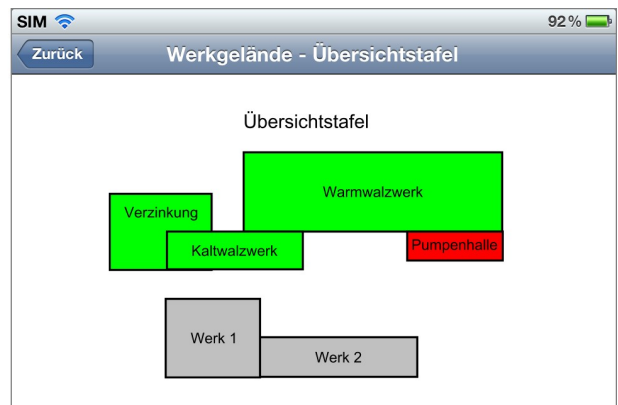 SIM 92 %
Zurück Werkgelände - Übersichtstafel
Übersichtstafel
Warmwalzwerk
Verzinkung
Kaltwalzwerk
Pumpenhalle
Werk 1
Werk 2